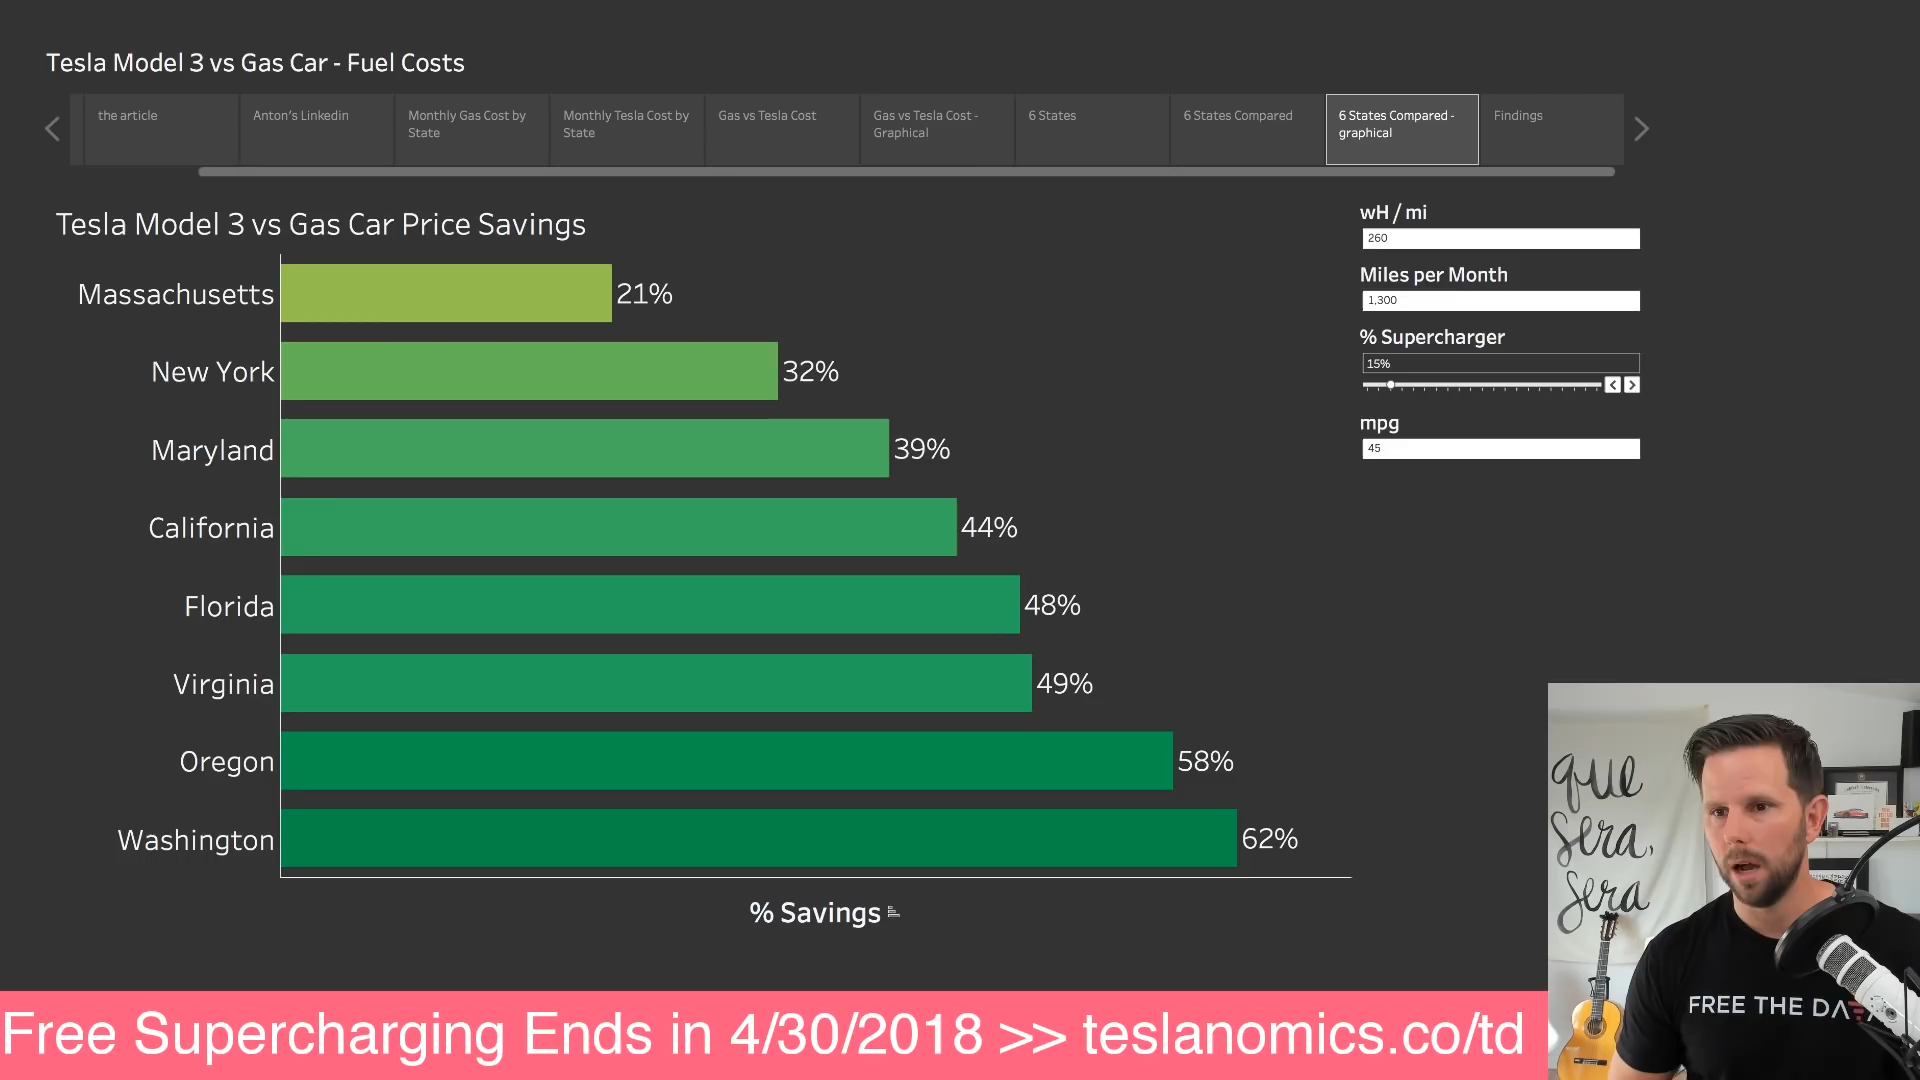 Tesla Model 3 vs Gas Car - Fuel Costs
the article
Anton's Linkedin
Monthly Gas Cost by
State
Monthly Tesla Cost by
State
Gas vs Tesla Cost
Gas vs Tesla Cost -
Graphical
6 States
6 States Compared
6 States Compared -
graphical
Findings
Tesla Model 3 vs Gas Car Price Savings
Massachusetts 21%
New York 32%
Maryland 39%
California 44%
Florida 48%
Virginia 49%
Oregon 58%
Washington 62%
% Savings
wH / mi
260
Miles per Month
1,300
% Supercharger
15%
mpg
45
que
sera,
sera
FREE THE DA
Free Supercharging Ends in 4/30/2018 >> teslanomics.co/td